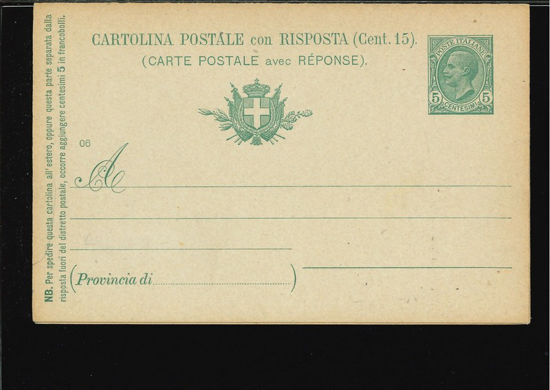 NB. Per spedire questa cartolina all' estero, oppure questa parte separata dalla
risposta fuori del distretto postale, occorre aggiungere centesimi 5 in francobolli.
CARTOLINA POSTALE con RISPOSTA (Cent. 15).
(CARTE POSTALE avec RÉPONSE).
POSTE ITALIANE
5 5
CENTESIMI
06
A
(Provincia di )